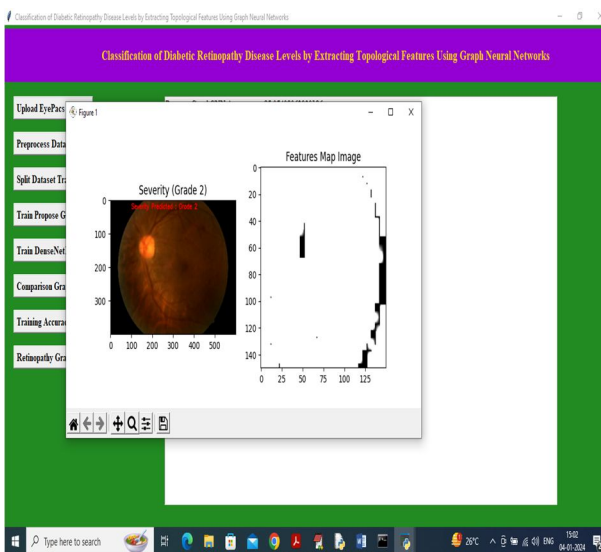 Classification of Diabetic Retinopathy Disease Levels by Extracting Topological Features Using Graph Neural Networks
Classification of Diabetic Retinopathy Disease Levels by Extracting Topological Features Using Graph Neural Networks
Upload EyePacs
Preprocess Data
Split Dataset Tra
Train Propose G
Train DenseNet
Comparison Gra
Training Accura
Retinopathy Gra
Figure 1
Severity (Grade 2)
Severity Predicted : Grade 2
0
100
200
300
0 100 200 300 400 500
Features Map Image
0
20
40
60
80
100
120
140
0 25 50 75 100 125
Type here to search
26°C
ENG
15:02
04-01-2024